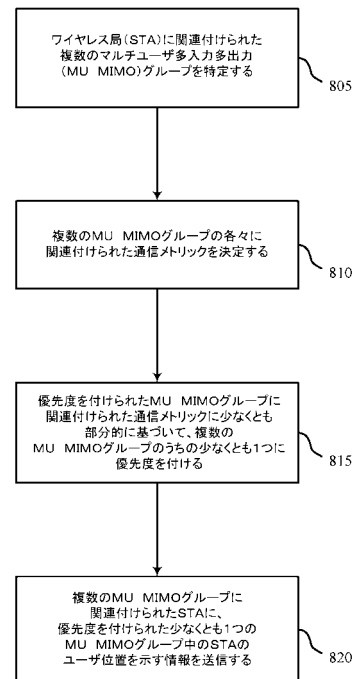 ワイヤレス局(STA)に関連付けられた
複数のマルチユーザ多入力多出力
(MU MIMO)グループを特定する
805
複数のMU MIMOグループの各々に
関連付けられた通信メトリックを決定する
810
優先度を付けられたMU MIMOグループに
関連付けられた通信メトリックに少なくとも
部分的に基づいて、複数の
MU MIMOグループのうちの少なくとも1つに
優先度を付ける
815
複数のMU MIMOグループに
関連付けられたSTAに、
優先度を付けられた少なくとも1つの
MU MIMOグループ中のSTAの
ユーザ位置を示す情報を送信する
820